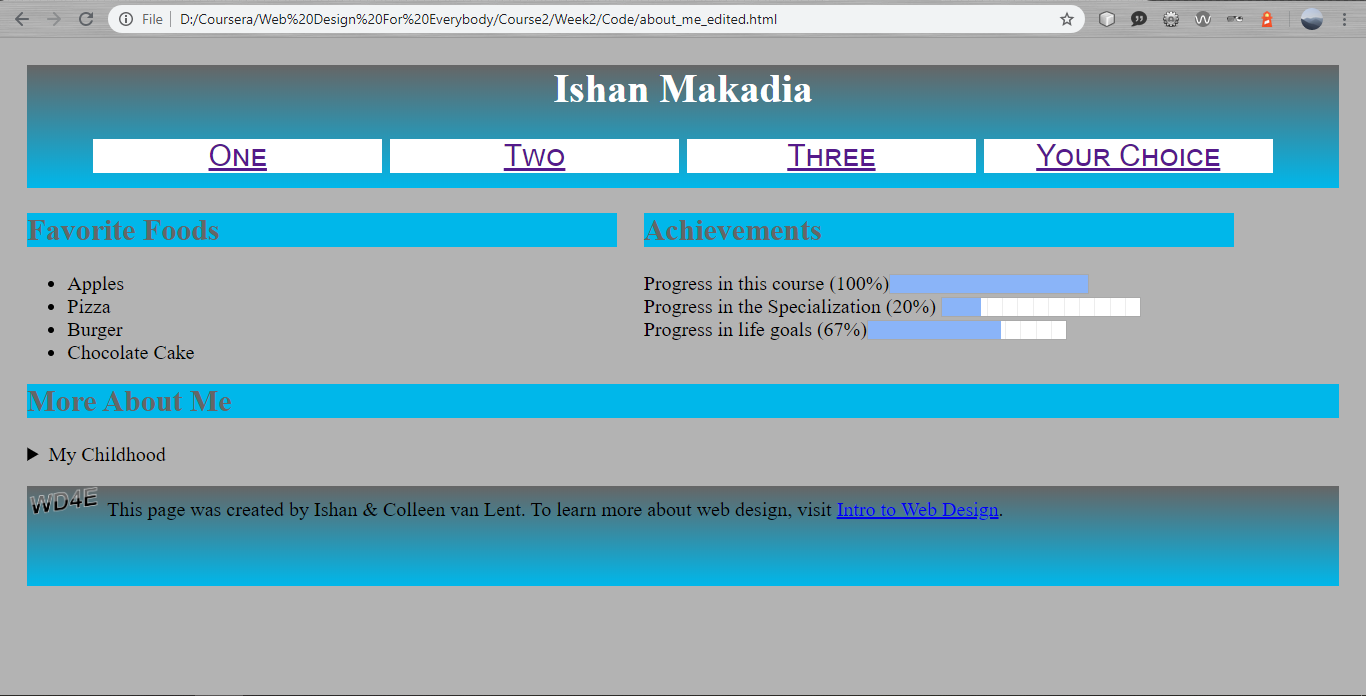 File D:/Coursera/Web%20Design%20For%20Everybody/Course2/Week2/Code/about_me_edited.html
Ishan Makadia
One Two Three Your Choice
Favorite Foods
Apples
Pizza
Burger
Chocolate Cake
Achievements
Progress in this course (100%)
Progress in the Specialization (20%)
Progress in life goals (67%)
More About Me
My Childhood
WD4E This page was created by Ishan & Colleen van Lent. To learn more about web design, visit Intro to Web Design.